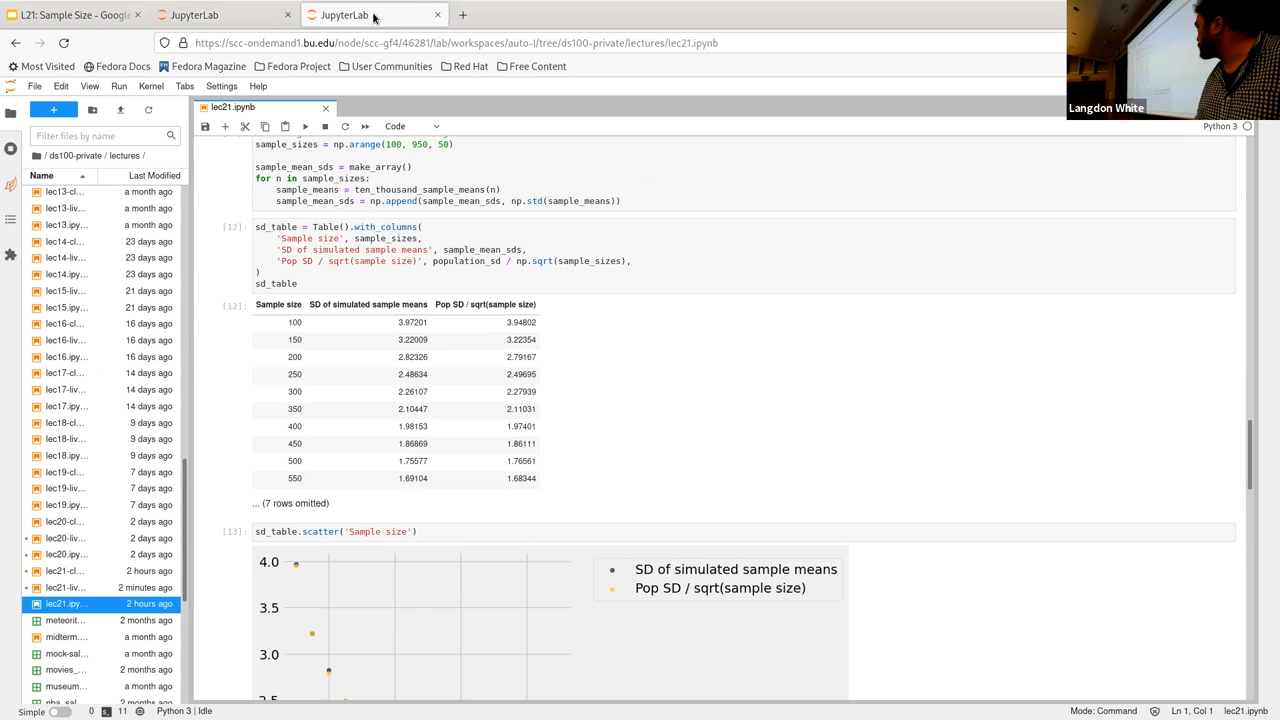 L21: Sample Size - Google
JupyterLab
JupyterLab
https://scc-ondemand1.bu.edu/node/scc-gf4/46281/lab/workspaces/auto-I/tree/ds100-private/lectures/lec21.ipynb
Most Visited Fedora Docs Fedora Magazine Fedora Project User Communities Red Hat Free Content
Langdon White
File Edit View Run Kernel Tabs Settings Help
lec21.ipynb
Code
Python 3
Filter files by name
/ ds100-private / lectures /
Name Last Modified
lec13-cl... a month ago
lec13-liv... a month ago
lec13.ipy... a month ago
lec14-cl... 23 days ago
lec14-liv... 23 days ago
lec14.ipy... 23 days ago
lec15-liv... 21 days ago
lec15.ipy... 21 days ago
lec16-cl... 16 days ago
lec16-liv... 16 days ago
lec16.ipy... 16 days ago
lec17-cl... 14 days ago
lec17-liv... 14 days ago
lec17.ipy... 14 days ago
lec18-cl... 9 days ago
lec18-liv... 9 days ago
lec18.ipy... 9 days ago
lec19-cl... 7 days ago
lec19-liv... 7 days ago
lec19.ipy... 7 days ago
lec20-cl... 2 days ago
lec20-liv... 2 days ago
lec20.ipy... 2 days ago
lec21-cl... 2 hours ago
lec21-liv... 2 minutes ago
lec21.ipy... 2 hours ago
meteorit... 2 months ago
midterm.... a month ago
mock-sal... a month ago
movies_... 2 months ago
museum... a month ago
nba_sal... 2 months ago
sample_sizes = np.arange(100, 950, 50)
sample_mean_sds = make_array()
for n in sample_sizes:
sample_means = ten_thousand_sample_means(n)
sample_mean_sds = np.append(sample_mean_sds, np.std(sample_means))
[12]: sd_table = Table().with_columns(
'Sample size', sample_sizes,
'SD of simulated sample means', sample_mean_sds,
'Pop SD / sqrt(sample size)', population_sd / np.sqrt(sample_sizes),
)
sd_table
[12]: Sample size SD of simulated sample means Pop SD / sqrt(sample size)
100 3.97201 3.94802
150 3.22009 3.22354
200 2.82326 2.79167
250 2.48634 2.49695
300 2.26107 2.27939
350 2.10447 2.11031
400 1.98153 1.97401
450 1.86869 1.86111
500 1.75577 1.76561
550 1.69104 1.68344
... (7 rows omitted)
[13]: sd_table.scatter('Sample size')
4.0
SD of simulated sample means
Pop SD / sqrt(sample size)
3.5
3.0
2.5
Simple 0 11 Python 3 | Idle
Mode: Command Ln 1, Col 1 lec21.ipynb